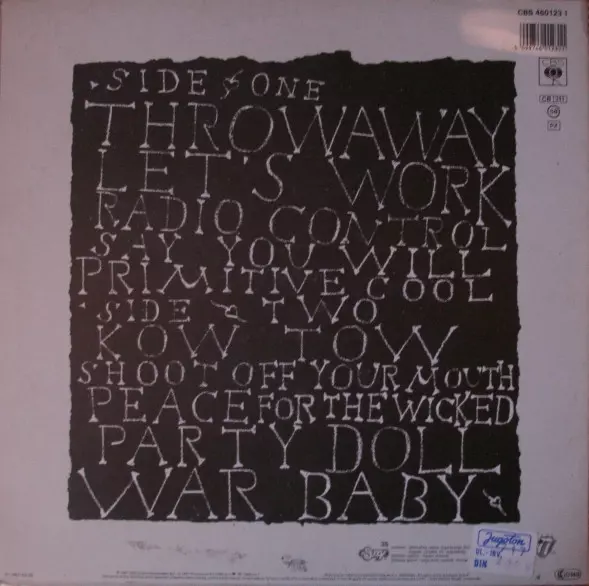 CBS 460123 1
CBS
SIDE ONE
THROWAWAY
LET'S WORK
RADIO CONTROL
SAY YOU WILL
PRIMITIVE COOL
SIDE TWO
KOW TOW
SHOOT OFF YOUR MOUTH
PEACE FOR THE WICKED
PARTY DOLL
WAR BABY
Jugoton
DIN